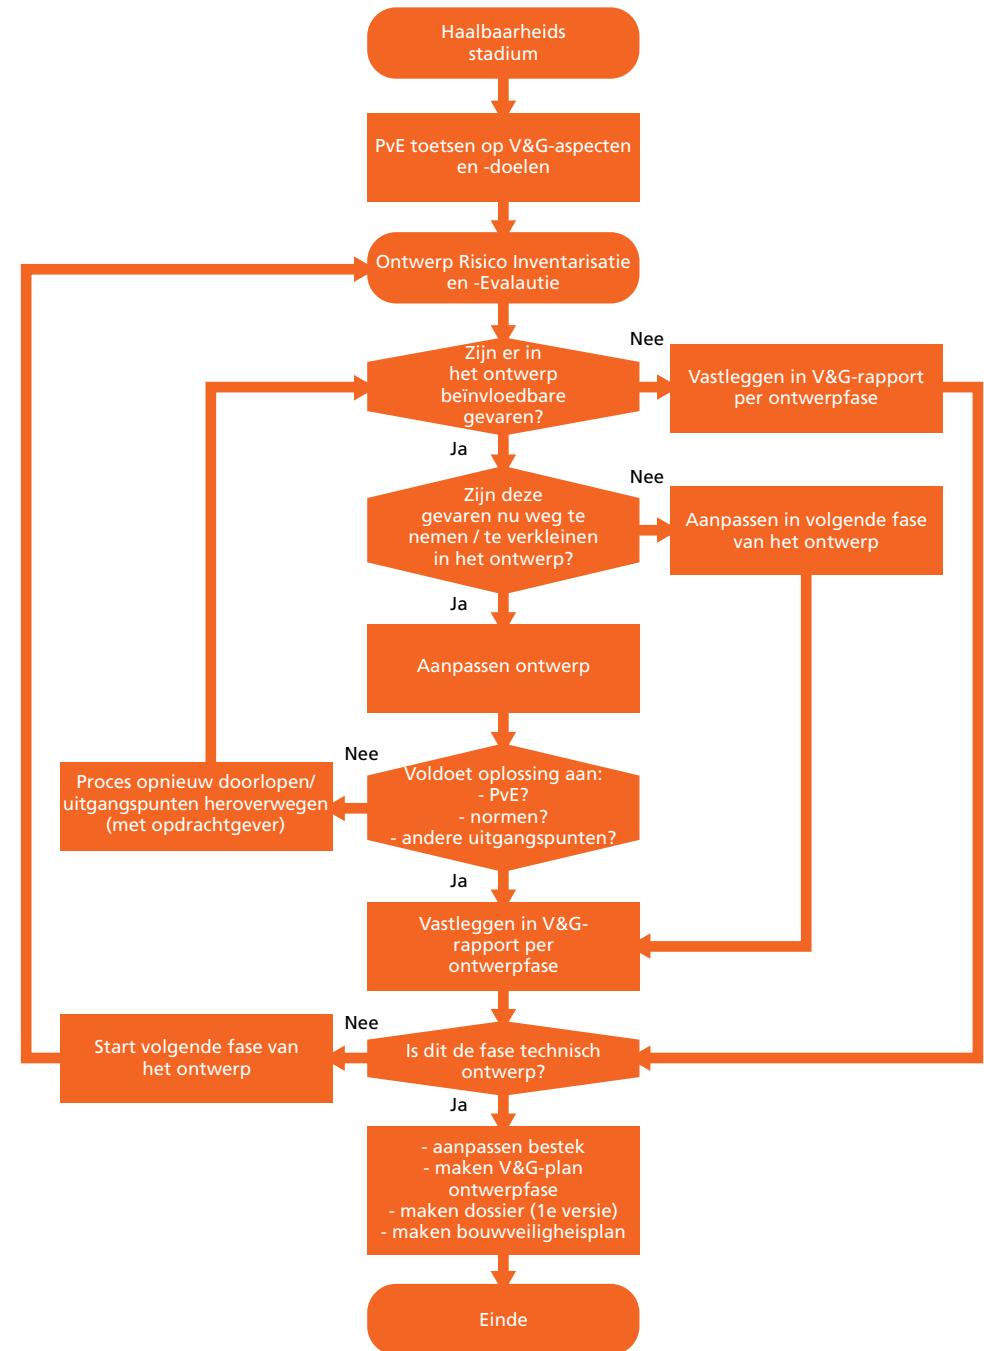 Haalbaarheids
stadium
PvE toetsen op V&G-aspecten
en -doelen
Ontwerp Risico Inventarisatie
en -Evalautie
Zijn er in
het ontwerp
beïnvloedbare
gevaren?
Nee
Vastleggen in V&G-rapport
per ontwerpfase
Ja
Zijn deze
gevaren nu weg te
nemen / te verkleinen
in het ontwerp?
Nee
Aanpassen in volgende fase
van het ontwerp
Ja
Aanpassen ontwerp
Voldoet oplossing aan:
- PvE?
- normen?
- andere uitgangspunten?
Nee
Proces opnieuw doorlopen/
uitgangspunten heroverwegen
(met opdrachtgever)
Ja
Vastleggen in V&G-
rapport per
ontwerpfase
Is dit de fase technisch
ontwerp?
Nee
Start volgende fase van
het ontwerp
Ja
- aanpassen bestek
- maken V&G-plan
ontwerpfase
- maken dossier (1e versie)
- maken bouwveiligheisplan
Einde